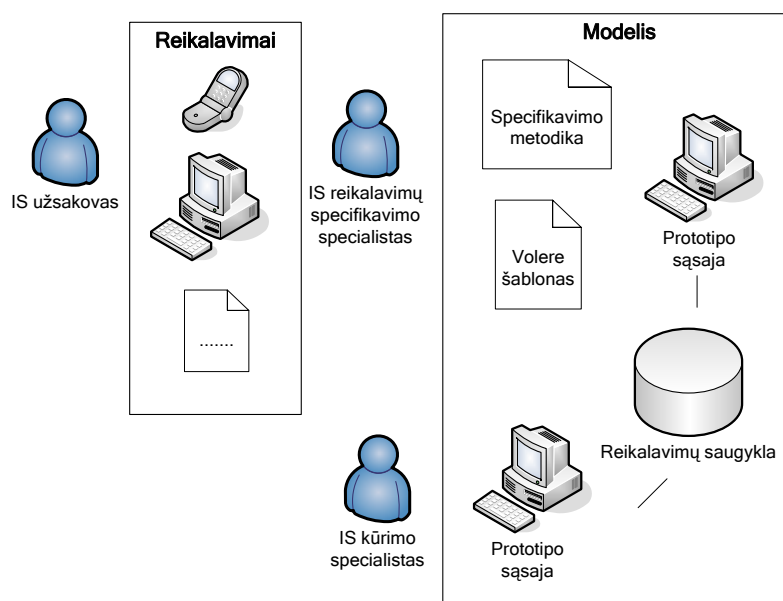 Reikalavimai
Modelis
IS užsakovas
.......
IS reikalavimų
specifikavimo
specialistas
IS kūrimo
specialistas
Specifikavimo
metodika
Volere
šablonas
Prototipo
sąsaja
Reikalavimų saugykla
Prototipo
sąsaja